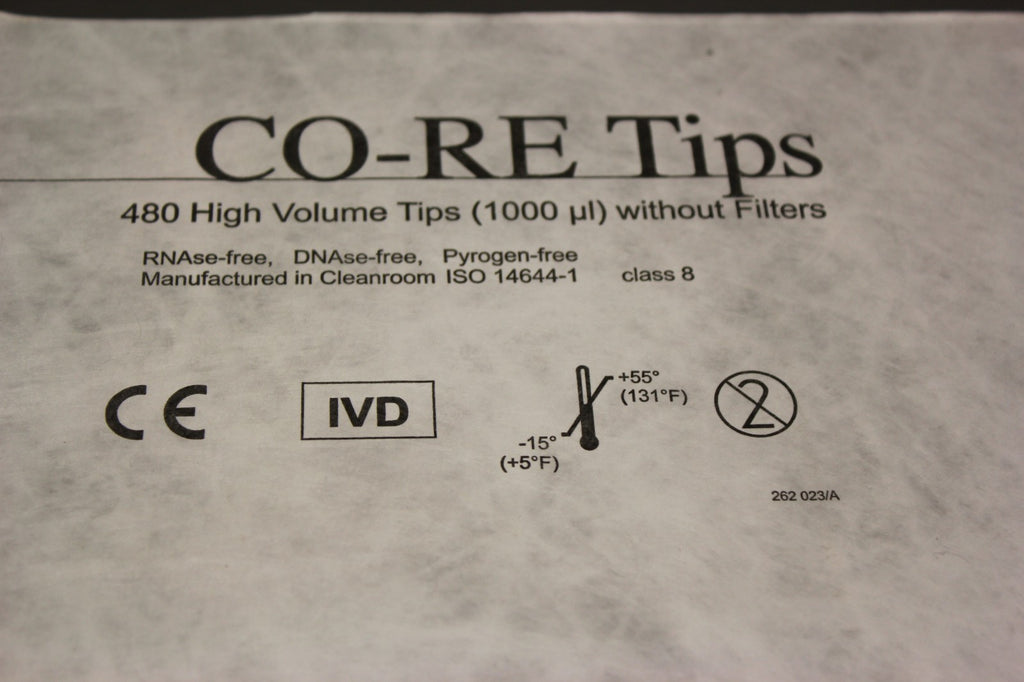 CO-RE Tips
480 High Volume Tips (1000 µl) without Filters
RNAse-free, DNAse-free, Pyrogen-free
Manufactured in Cleanroom ISO 14644-1 class 8
CE
IVD
+55°
(131°F)
-15°
(+5°F)
2
262 023/A